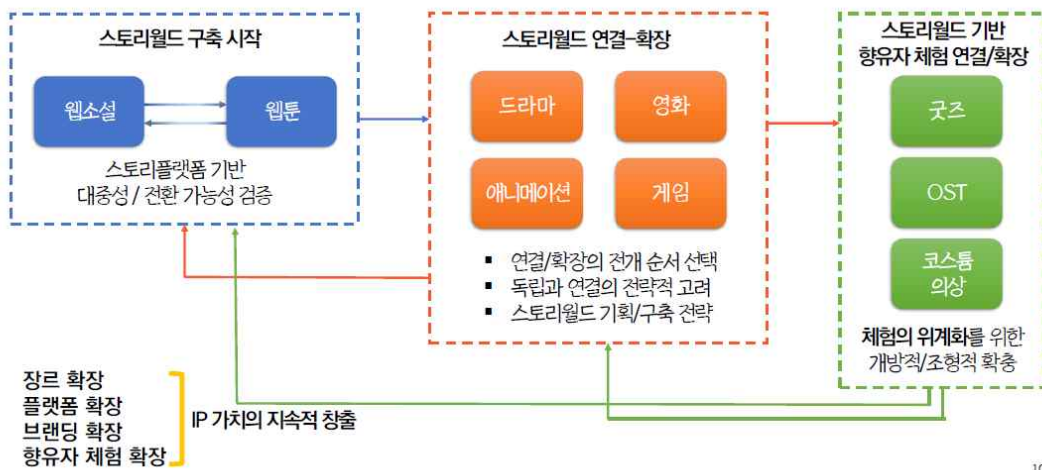 스토리월드 구축 시작
웹소설
웹툰
스토리플랫폼 기반
대중성 / 전환 가능성 검증
스토리월드 연결-확장
드라마
영화
애니메이션
게임
▪ 연결/확장의 전개 순서 선택
▪ 독립과 연결의 전략적 고려
▪ 스토리월드 기획/구축 전략
스토리월드 기반
향유자 체험 연결/확장
굿즈
OST
코스튬
의상
체험의 위계화를 위한
개방적/조형적 확충
장르 확장
플랫폼 확장
브랜딩 확장
향유자 체험 확장
IP 가치의 지속적 창출